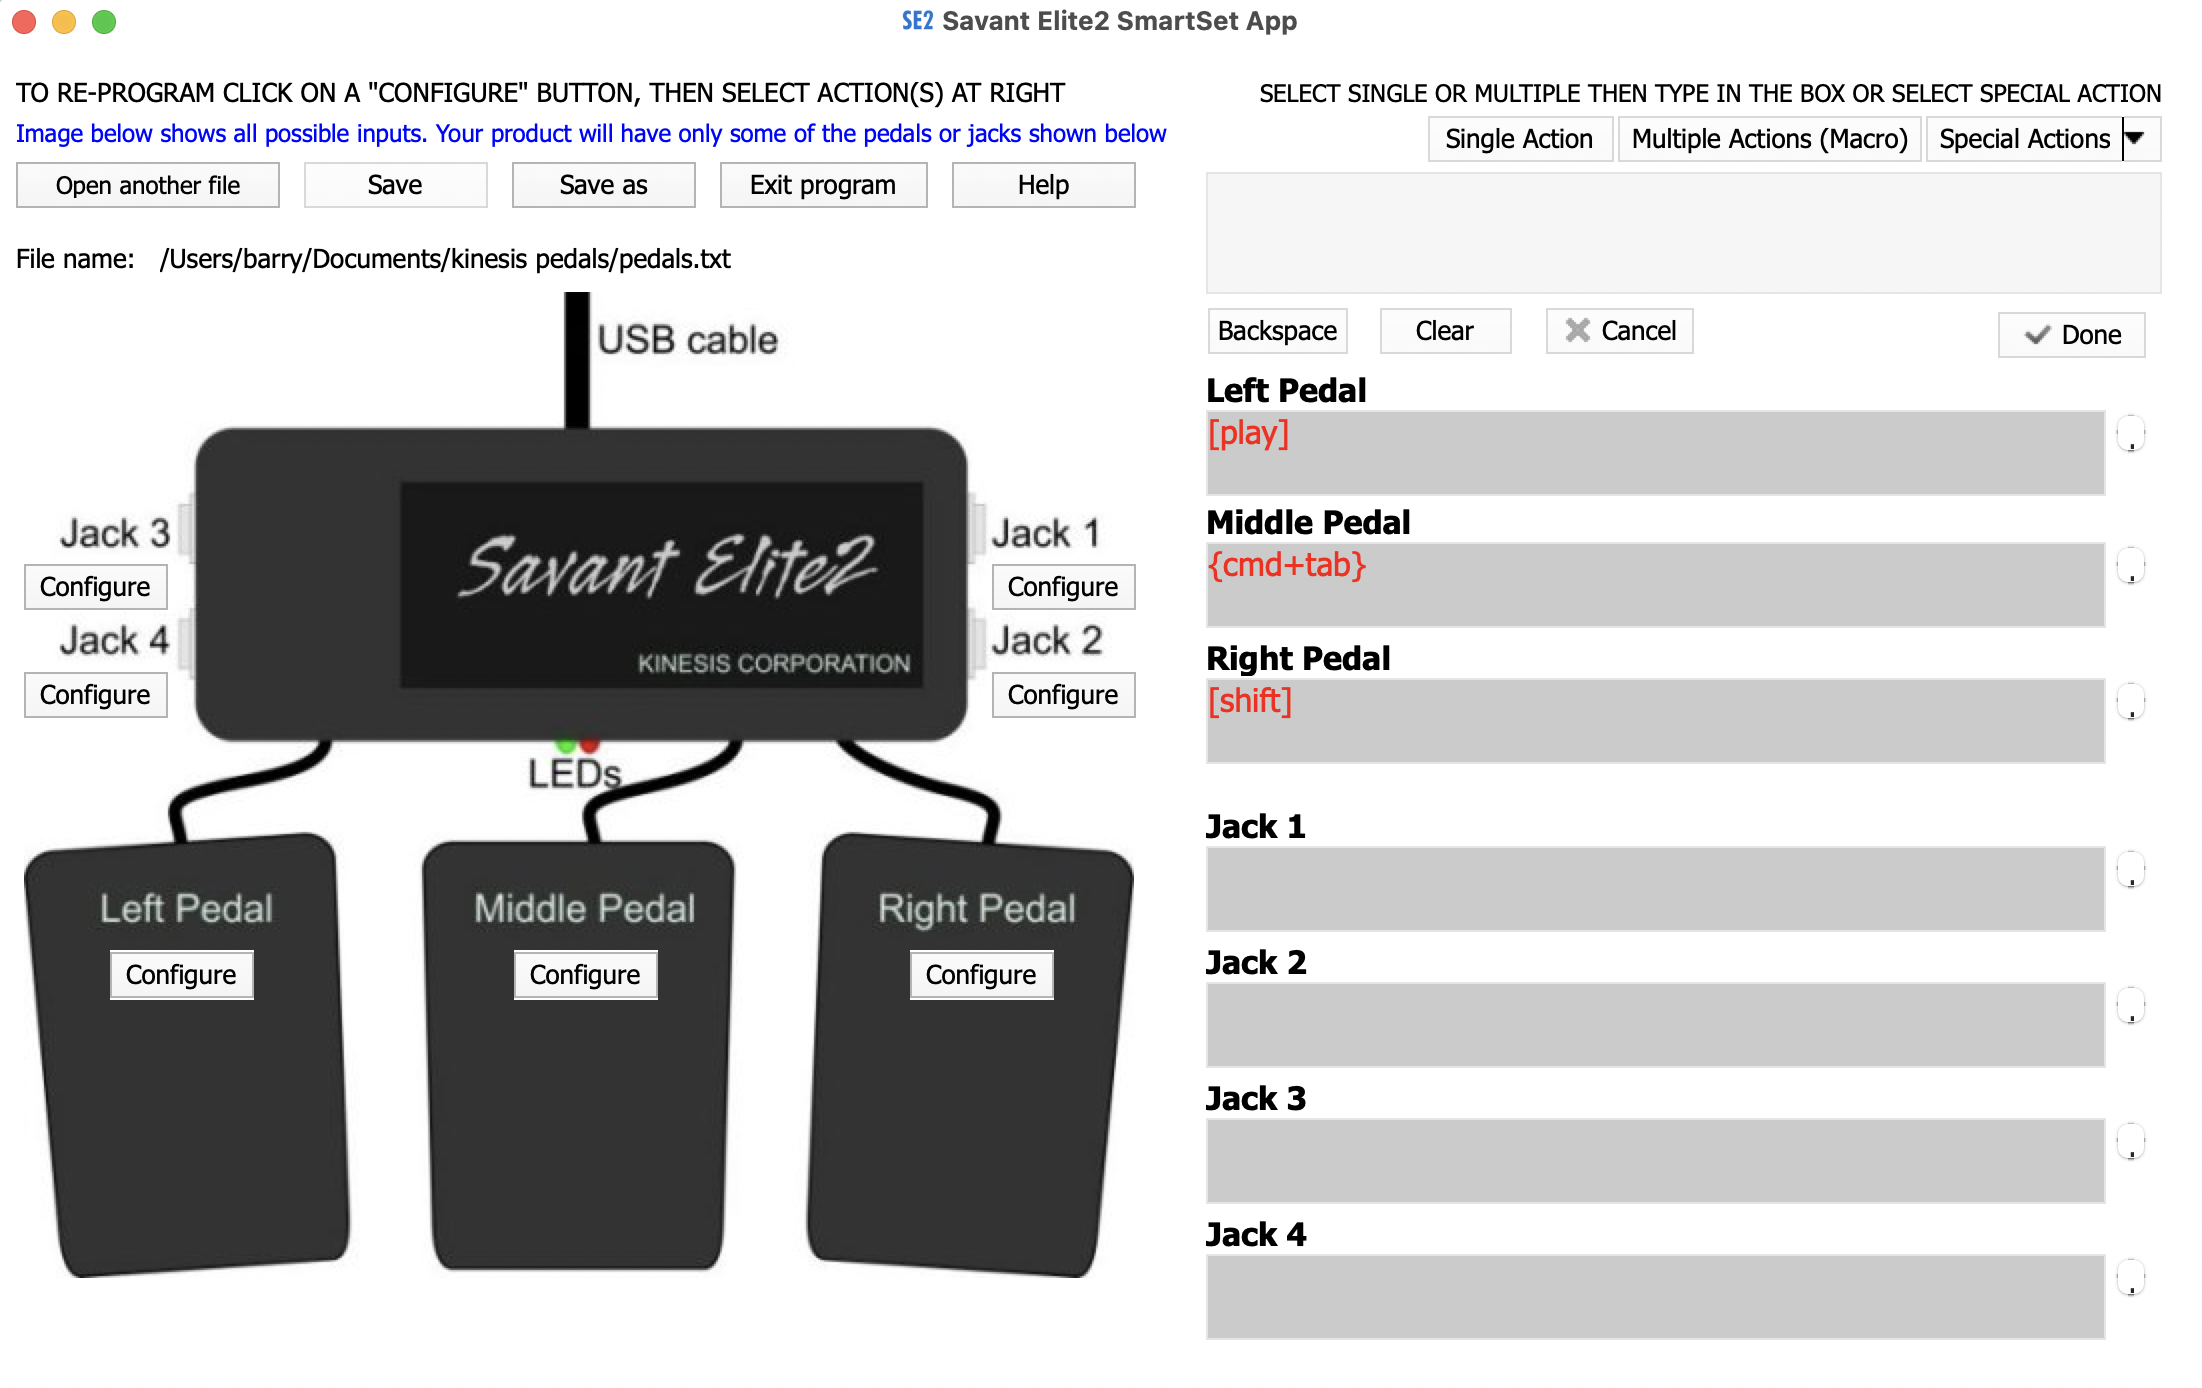 SE2 Savant Elite2 SmartSet App
TO RE-PROGRAM CLICK ON A "CONFIGURE" BUTTON, THEN SELECT ACTION(S) AT RIGHT
Image below shows all possible inputs. Your product will have only some of the pedals or jacks shown below
Open another file
Save
Save as
Exit program
Help
File name: /Users/barry/Documents/kinesis pedals/pedals.txt
USB cable
Jack 3
Configure
Jack 4
Configure
Savant Elite2
KINESIS CORPORATION
Jack 1
Configure
Jack 2
Configure
LEDs
Left Pedal
Configure
Middle Pedal
Configure
Right Pedal
Configure
SELECT SINGLE OR MULTIPLE THEN TYPE IN THE BOX OR SELECT SPECIAL ACTION
Single Action
Multiple Actions (Macro)
Special Actions
Backspace
Clear
Cancel
Done
Left Pedal
[play]
Middle Pedal
{cmd+tab}
Right Pedal
[shift]
Jack 1
Jack 2
Jack 3
Jack 4